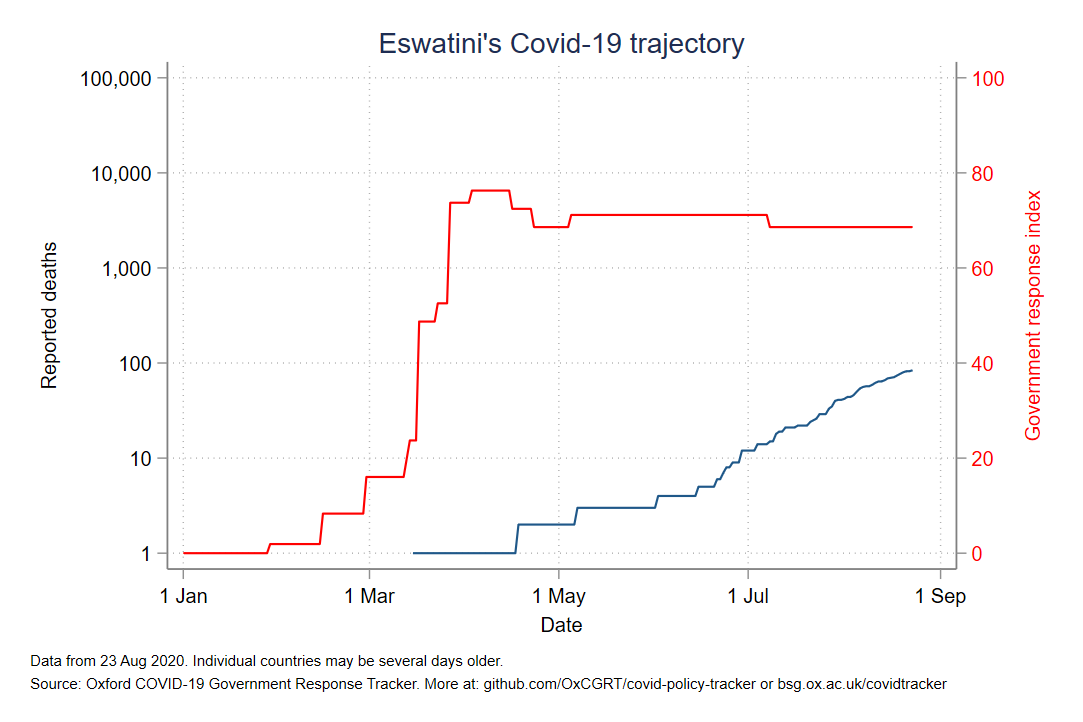 Eswatini's Covid-19 trajectory
100,000
10,000
1,000
100
10
1
Reported deaths
100
80
60
40
20
0
Government response index
1 Jan
1 Mar
1 May
1 Jul
1 Sep
Date
Data from 23 Aug 2020. Individual countries may be several days older.
Source: Oxford COVID-19 Government Response Tracker. More at: github.com/OxCGRT/covid-policy-tracker or bsg.ox.ac.uk/covidtracker